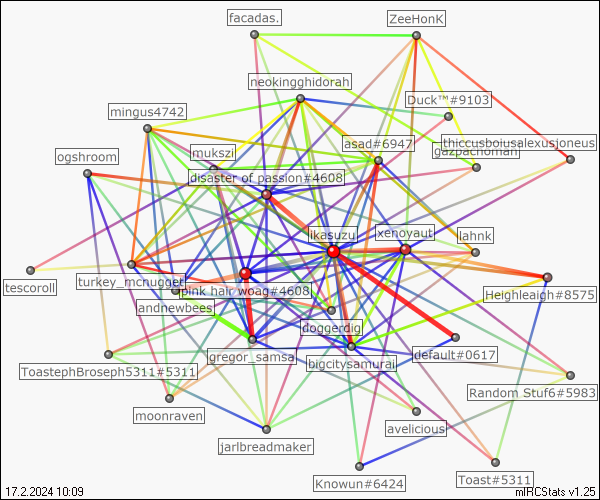 facadas.
ZeeHonK
neokingghidorah
Duck™#9103
mingus4742
asad#6947
thiccusboiusalexusjoneus
gazpachoman
ogshroom
mukszi
disaster of passion#4608
ikasuzu
xenoyaut
lahnk
tescoroll
turkey_mcnugget
pink hair woag#4608
Heighleaigh#8575
andnewbees
doggerdig
gregor_samsa
bigcitysamurai
default#0617
ToastephBroseph5311#5311
Random Stuf6#5983
moonraven
avelicious
jarlbreadmaker
Knowun#6424
Toast#5311
17.2.2024 10:09
mIRCStats v1.25